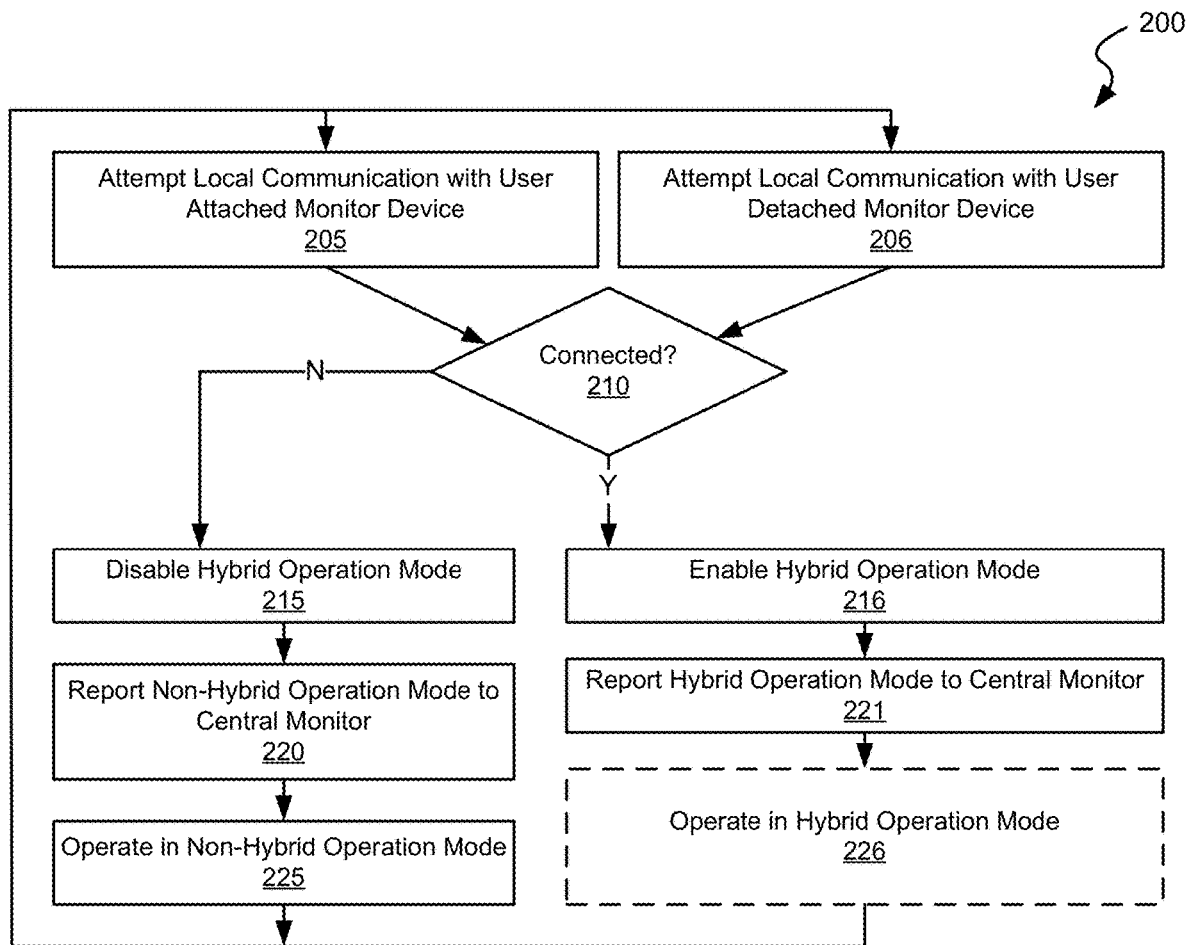 200
Attempt Local Communication with User
Attached Monitor Device
205
Attempt Local Communication with User
Detached Monitor Device
206
Connected?
210
N
Y
Disable Hybrid Operation Mode
215
Enable Hybrid Operation Mode
216
Report Non-Hybrid Operation Mode to
Central Monitor
220
Report Hybrid Operation Mode to Central Monitor
221
Operate in Non-Hybrid Operation Mode
225
Operate in Hybrid Operation Mode
226